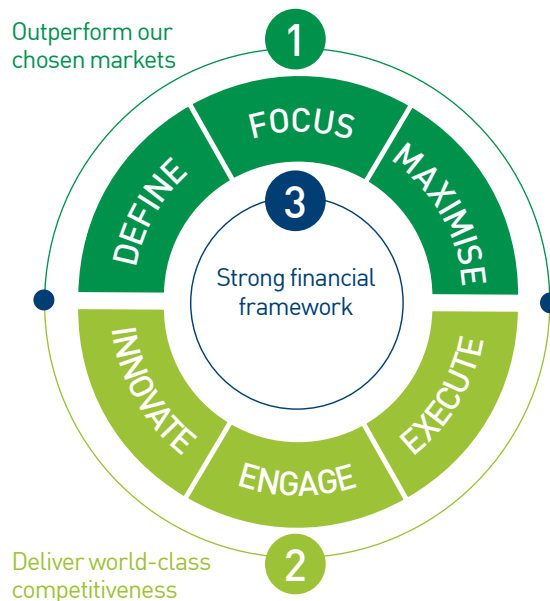 Outperform our
chosen markets
1
DEFINE
FOCUS
MAXIMISE
3
Strong financial
framework
INNOVATE
ENGAGE
EXECUTE
2
Deliver world-class
competitiveness